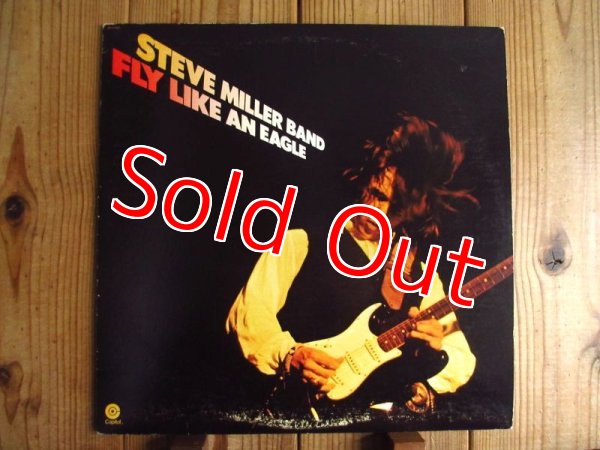 STEVE MILLER BAND
FLY LIKE AN EAGLE
Sold Out
Capitol